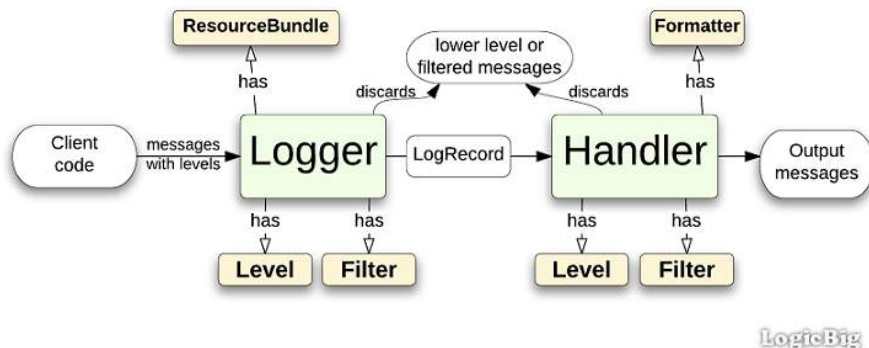 ResourceBundle
lower level or
filtered messages
Formatter
has
discards
discards
has
Client
code
messages
with levels
Logger
LogRecord
Handler
Output
messages
has
has
has
has
Level
Filter
Level
Filter
LogicBig